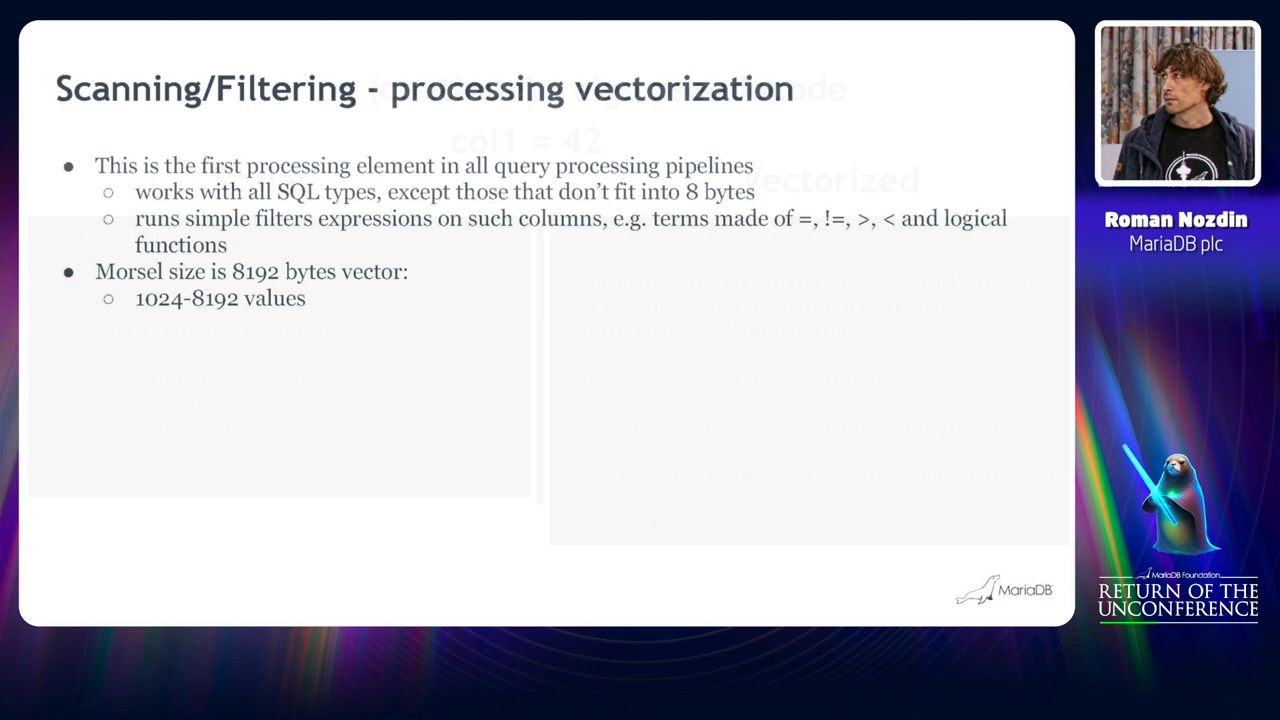 Scanning/Filtering - processing vectorization
col1 = 42
Vectorized
● This is the first processing element in all query processing pipelines
○ works with all SQL types, except those that don't fit into 8 bytes
○ runs simple filters expressions on such columns, e.g. terms made of =, !=, >, < and logical
functions
● Morsel size is 8192 bytes vector:
○ 1024-8192 values
MariaDB
Roman Nozdin
MariaDB plc
MariaDB Foundation
RETURN OF THE
UNCONFERENCE